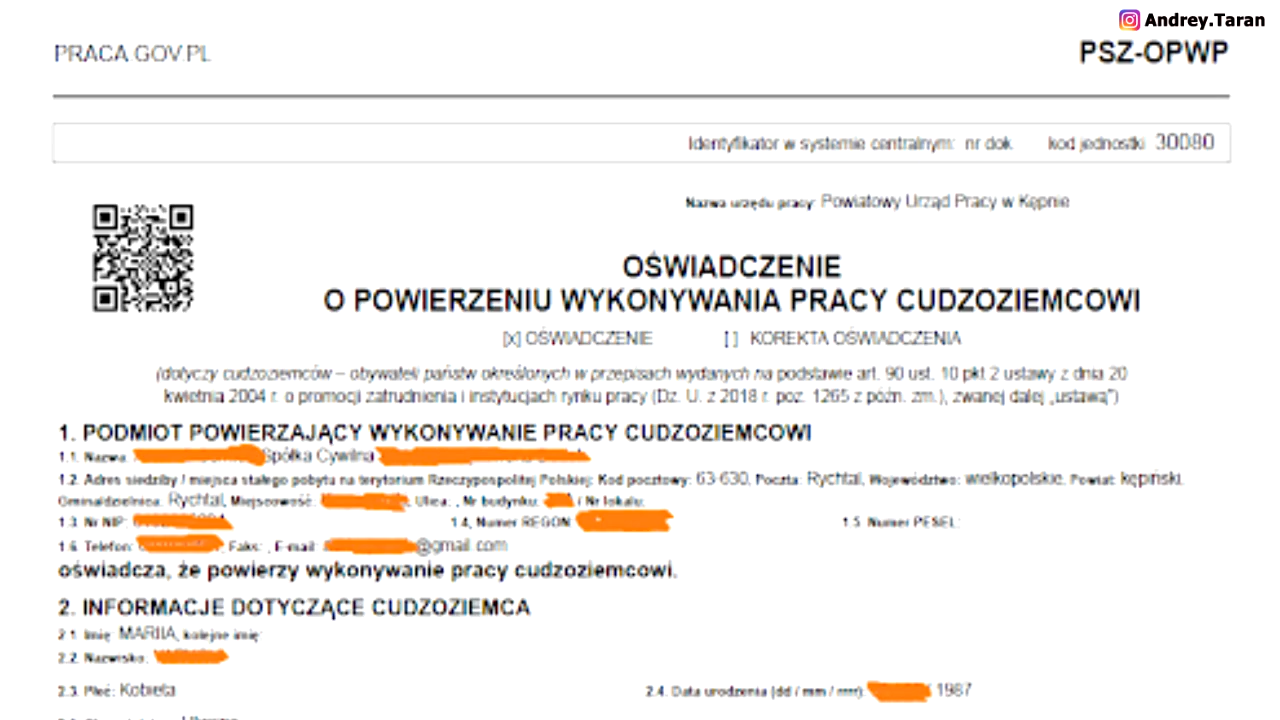 Andrey.Taran
PRACA.GOV.PL
PSZ-OPWP
Identyfikator w systemie centralnym: nr dok. kod jednostki 30080
Nazwa urzędu pracy: Powiatowy Urząd Pracy w Kępnie
OŚWIADCZENIE
O POWIERZENIU WYKONYWANIA PRACY CUDZOZIEMCOWI
[x] OŚWIADCZENIE [ ] KOREKTA OŚWIADCZENIA
(dotyczy cudzoziemców – obywateli państw określonych w przepisach wydanych na podstawie art. 90 ust. 10 pkt 2 ustawy z dnia 20
kwietnia 2004 r. o promocji zatrudnienia i instytucjach rynku pracy (Dz. U. z 2018 r. poz. 1265 z późn. zm.), zwanej dalej „ustawą")
1. PODMIOT POWIERZAJĄCY WYKONYWANIE PRACY CUDZOZIEMCOWI
1.1. Nazwa: Spółka Cywilna
1.2. Adres siedziby / miejsca stałego pobytu na terytorium Rzeczypospolitej Polskiej: Kod pocztowy: 63-630, Poczta: Rychtal, Województwo: wielkopolskie, Powiat: kępiński,
Gmina/dzielnica: Rychtal, Miejscowość: Ulica: , Nr budynku: / Nr lokalu:
1.3. Nr NIP: 1.4. Numer REGON: 1.5. Numer PESEL:
1.6. Telefon: , Faks: , E-mail: @gmail.com
oświadcza, że powierzy wykonywanie pracy cudzoziemcowi.
2. INFORMACJE DOTYCZĄCE CUDZOZIEMCA
2.1. Imię: MARIIA, kolejne imię:
2.2. Nazwisko:
2.3. Płeć: Kobieta 2.4. Data urodzenia (dd / mm / rrrr): 1987